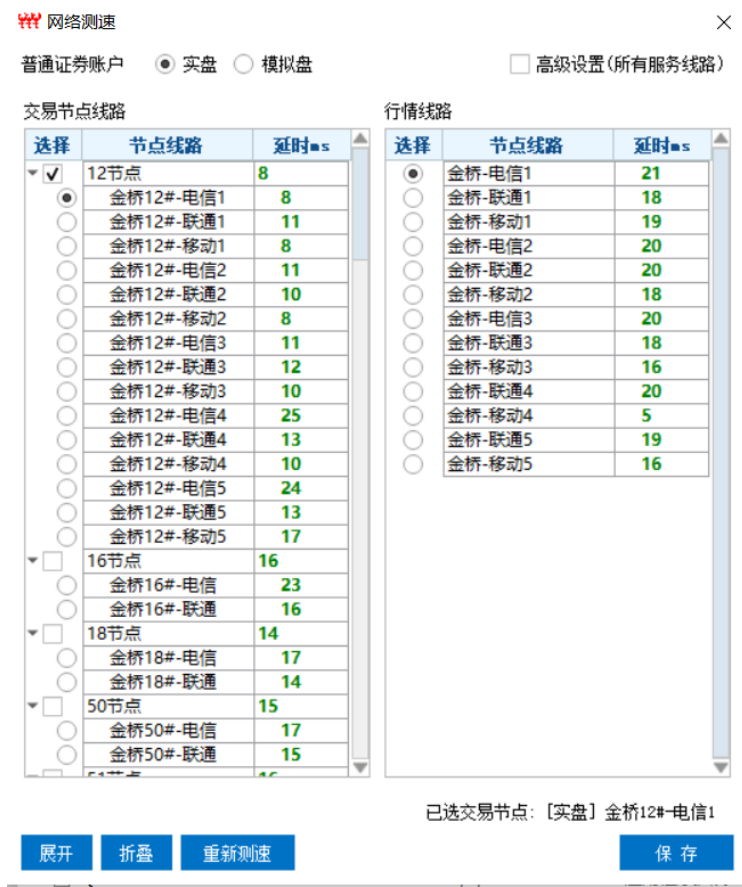 网络测速
普通证券账户 实盘 模拟盘 高级设置(所有服务线路)
交易节点线路
选择 节点线路 延时ms
12节点 8
金桥12#-电信1 8
金桥12#-联通1 11
金桥12#-移动1 8
金桥12#-电信2 11
金桥12#-联通2 10
金桥12#-移动2 8
金桥12#-电信3 11
金桥12#-联通3 12
金桥12#-移动3 10
金桥12#-电信4 25
金桥12#-联通4 13
金桥12#-移动4 10
金桥12#-电信5 24
金桥12#-联通5 13
金桥12#-移动5 17
16节点 16
金桥16#-电信 23
金桥16#-联通 16
18节点 14
金桥18#-电信 17
金桥18#-联通 14
50节点 15
金桥50#-电信 17
金桥50#-联通 15
行情线路
选择 节点线路 延时ms
金桥-电信1 21
金桥-联通1 18
金桥-移动1 19
金桥-电信2 20
金桥-联通2 20
金桥-移动2 18
金桥-电信3 20
金桥-联通3 18
金桥-移动3 16
金桥-联通4 20
金桥-移动4 5
金桥-联通5 19
金桥-移动5 16
已选交易节点: [实盘] 金桥12#-电信1
展开 折叠 重新测速 保存